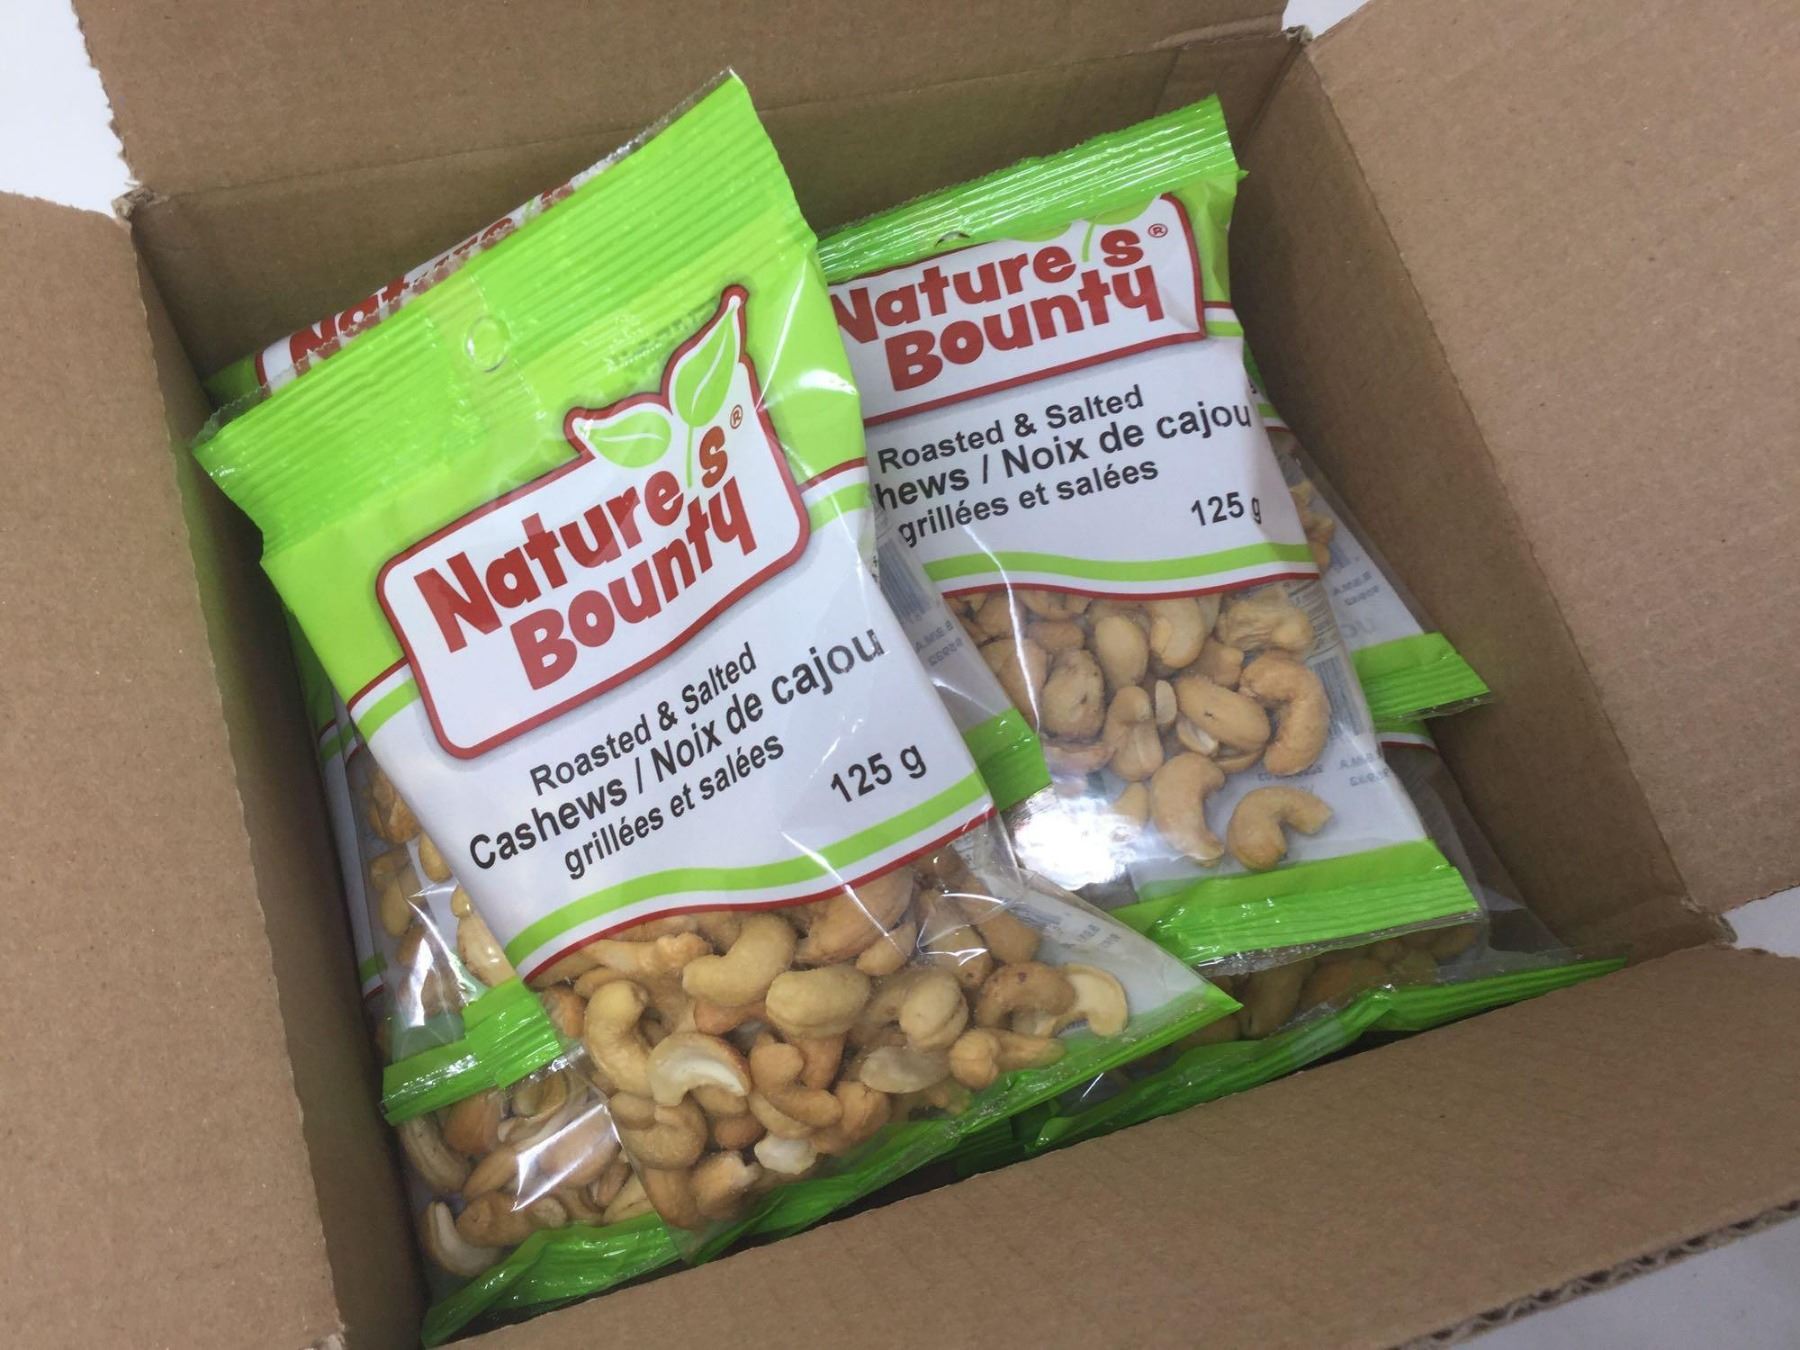 Nature's®
Bounty
Roasted & Salted
Cashews / Noix de cajou
grillées et salées
125 g
Nature's®
Bounty
Roasted & Salted
hews / Noix de cajou
grillées et salées
125 g